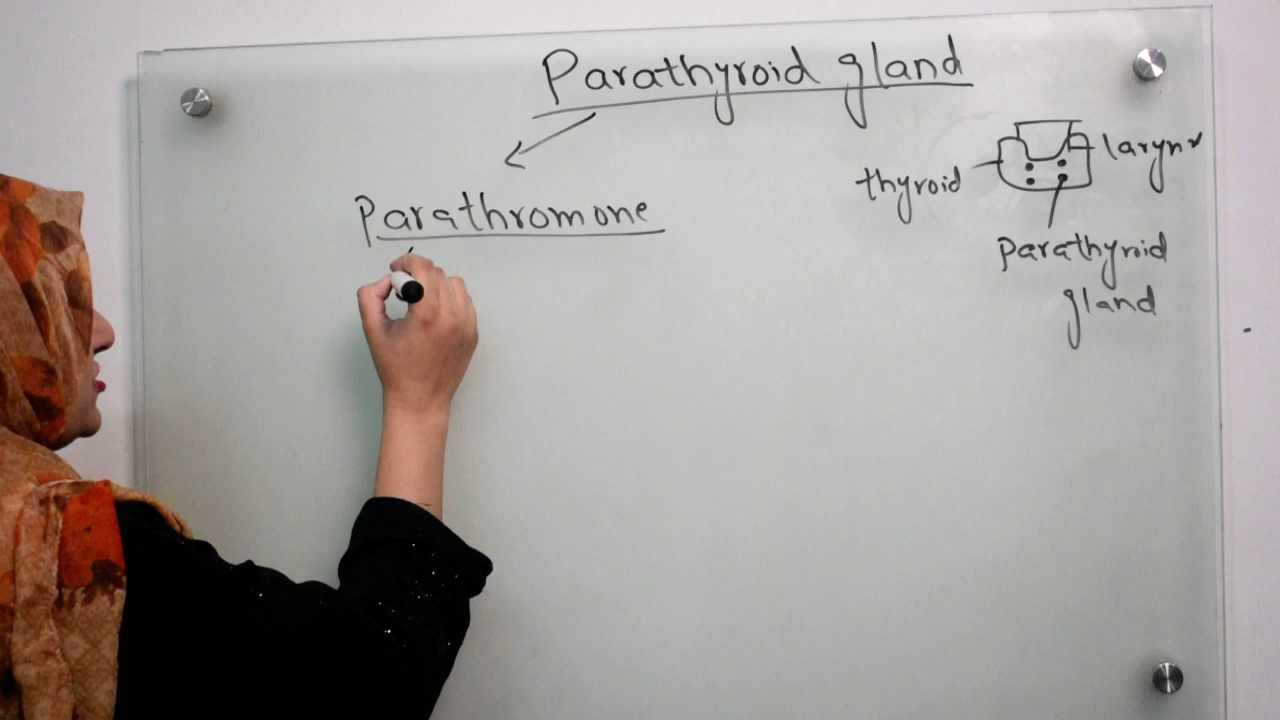 Parathyroid gland
Parathromone
thyroid
larynx
parathyroid
gland